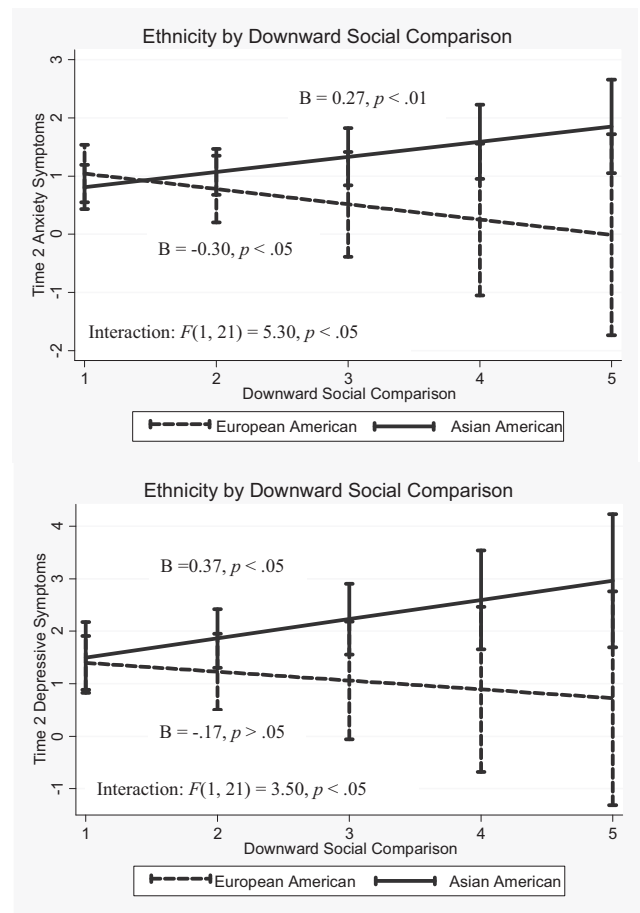 Ethnicity by Downward Social Comparison
Time 2 Anxiety Symptoms
3
2
1
0
-1
-2
B = 0.27, p < .01
B = -0.30, p < .05
Interaction: F(1, 21) = 5.30, p < .05
1 2 3 4 5
Downward Social Comparison
European American Asian American
Ethnicity by Downward Social Comparison
Time 2 Depressive Symptoms
4
3
2
1
0
-1
B =0.37, p < .05
B = -.17, p > .05
Interaction: F(1, 21) = 3.50, p < .05
1 2 3 4 5
Downward Social Comparison
European American Asian American